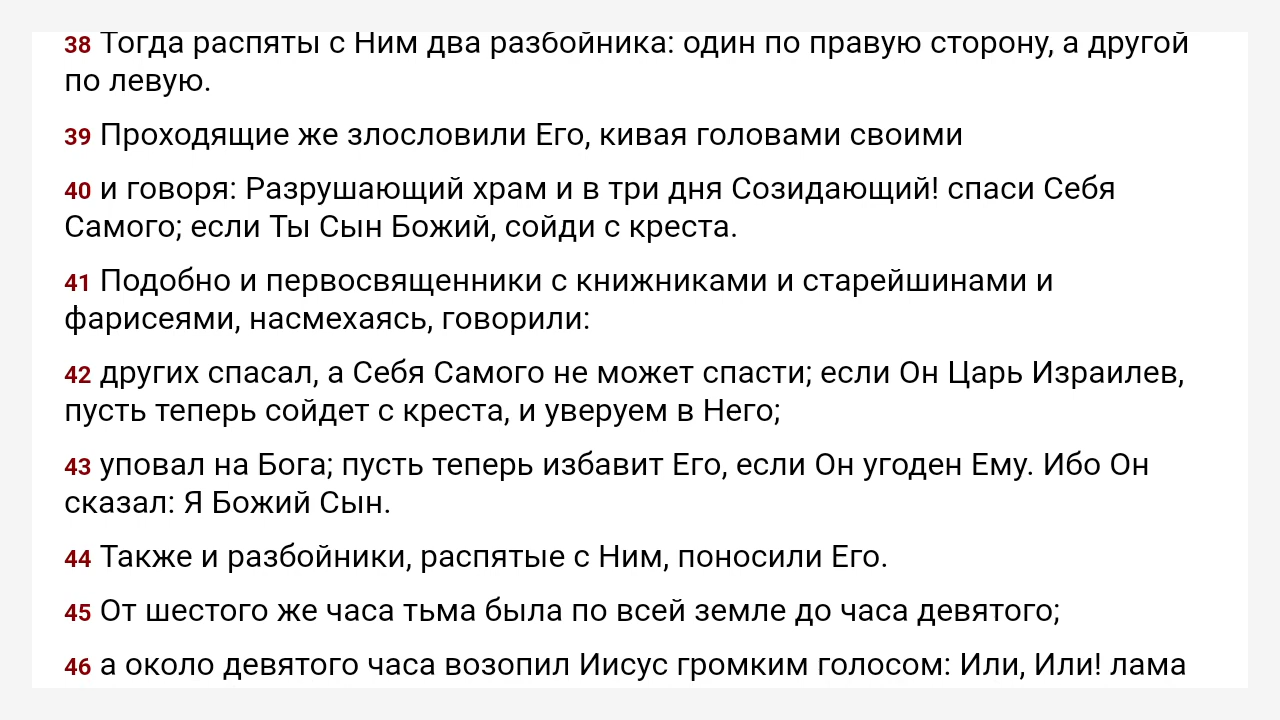 38 Тогда распяты с Ним два разбойника: один по правую сторону, а другой
по левую.
39 Проходящие же злословили Его, кивая головами своими
40 и говоря: Разрушающий храм и в три дня Созидающий! спаси Себя
Самого; если Ты Сын Божий, сойди с креста.
41 Подобно и первосвященники с книжниками и старейшинами и
фарисеями, насмехаясь, говорили:
42 других спасал, а Себя Самого не может спасти; если Он Царь Израилев,
пусть теперь сойдет с креста, и уверуем в Него;
43 уповал на Бога; пусть теперь избавит Его, если Он угоден Ему. Ибо Он
сказал: Я Божий Сын.
44 Также и разбойники, распятые с Ним, поносили Его.
45 От шестого же часа тьма была по всей земле до часа девятого;
46 а около девятого часа возопил Иисус громким голосом: Или, Или! лама